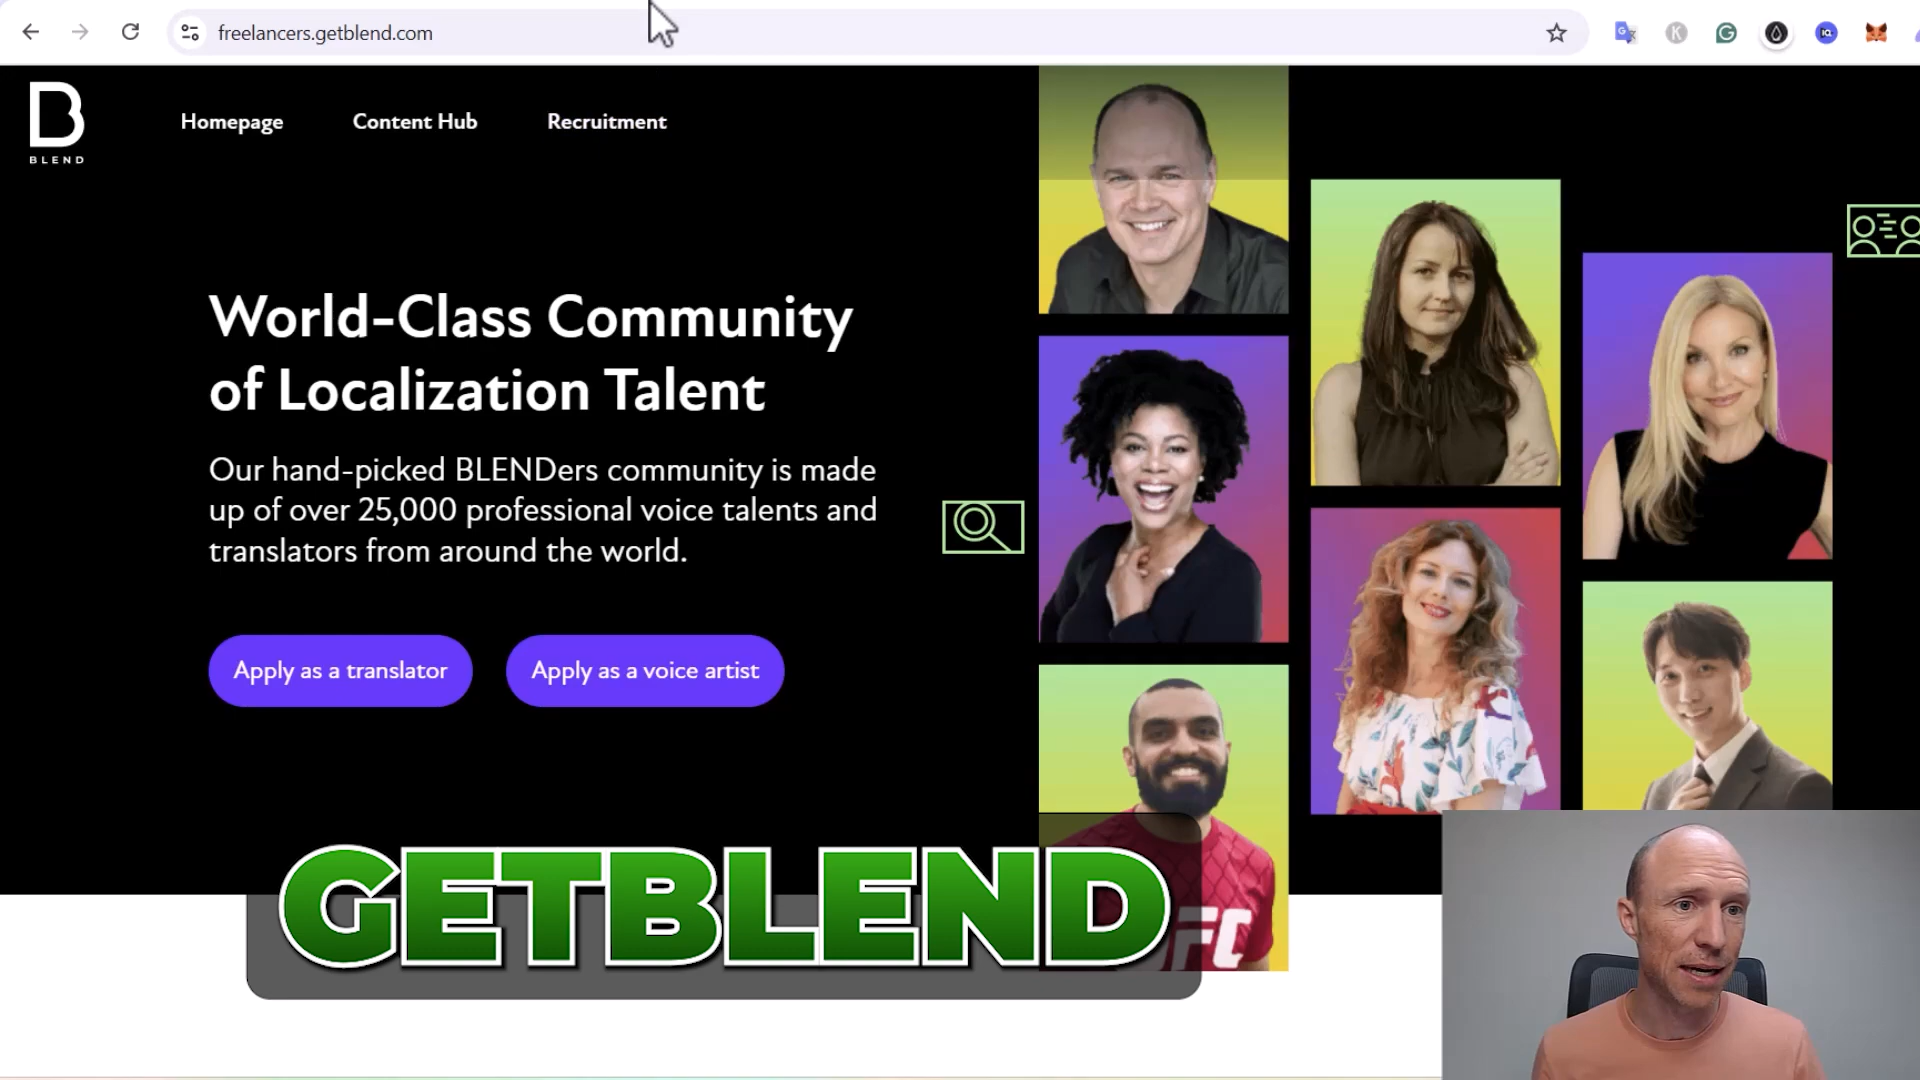 freelancers.getblend.com
B
BLEND
Homepage
Content Hub
Recruitment
World-Class Community
of Localization Talent
Our hand-picked BLENDers community is made
up of over 25,000 professional voice talents and
translators from around the world.
Apply as a translator
Apply as a voice artist
GETBLEND